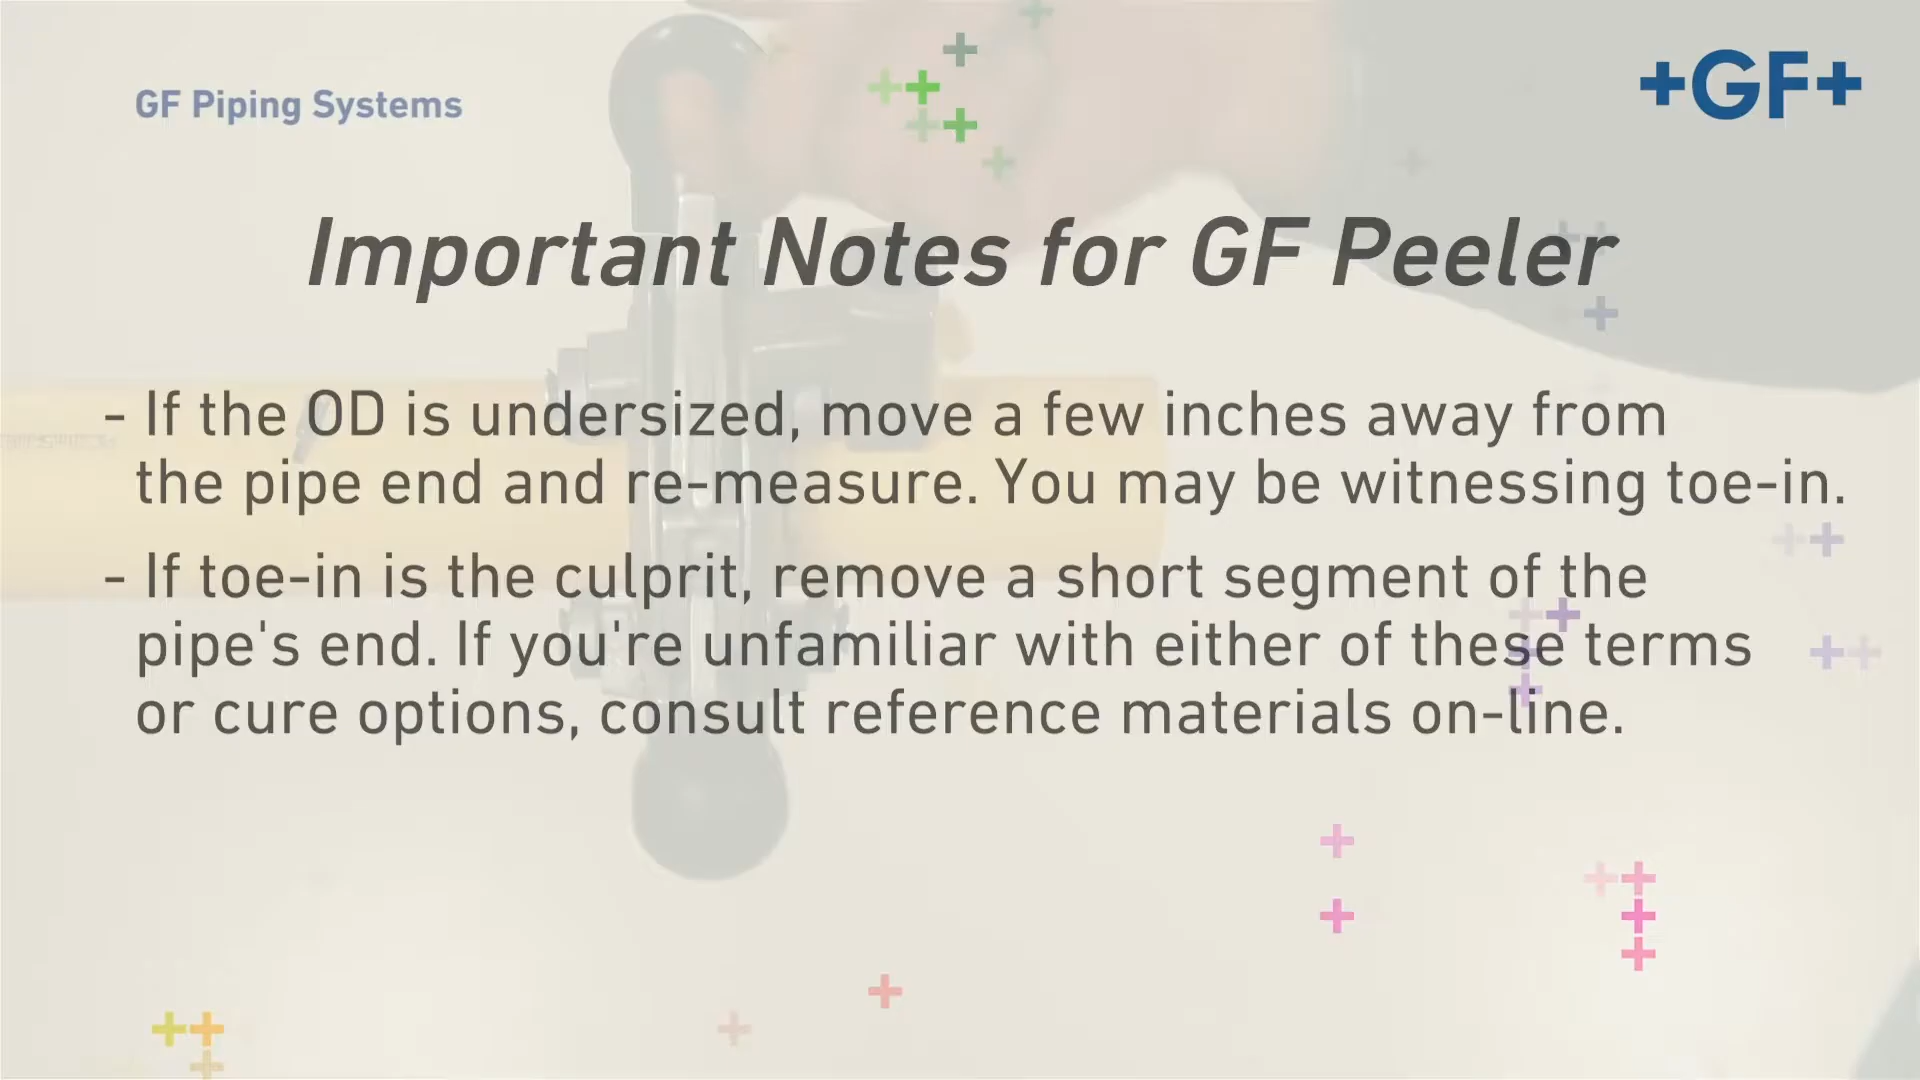 GF Piping Systems
+GF+
Important Notes for GF Peeler
- If the OD is undersized, move a few inches away from
the pipe end and re-measure. You may be witnessing toe-in.
- If toe-in is the culprit, remove a short segment of the
pipe's end. If you're unfamiliar with either of these terms
or cure options, consult reference materials on-line.